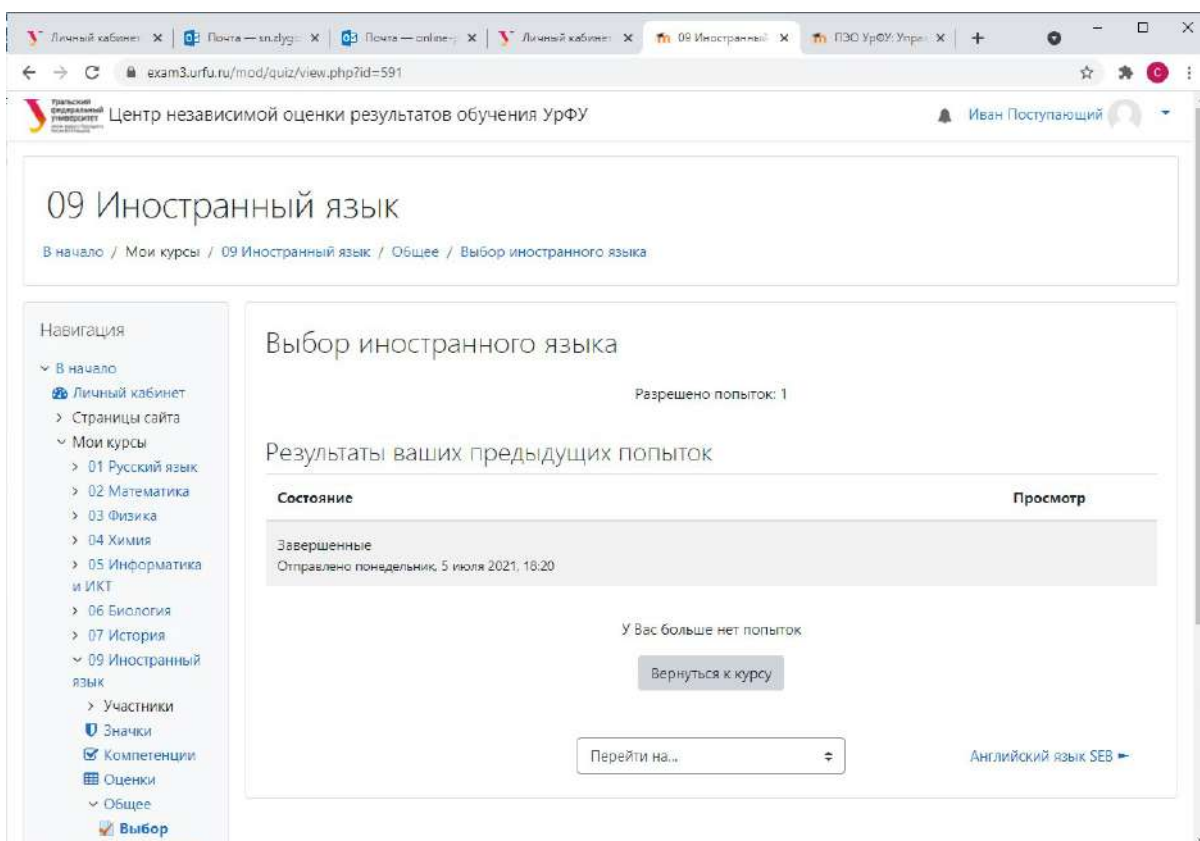 Личный кабинет
Почта — sn.dyg
Почта — online-
Личный кабинет
09 Иностранный
ПЭО УрФУ: Упра
exam3.urfu.ru/mod/quiz/view.php?id=591
C
Уральский
федеральный
университет
Центр независимой оценки результатов обучения УрФУ
Иван Поступающий
09 Иностранный язык
В начало / Мои курсы / 09 Иностранный язык / Общее / Выбор иностранного языка
Навигация
В начало
Личный кабинет
Страницы сайта
Мои курсы
01 Русский язык
02 Математика
03 Физика
04 Химия
05 Информатика
и ИКТ
06 Биология
07 История
09 Иностранный
язык
Участники
Значки
Компетенции
Оценки
Общее
Выбор
Выбор иностранного языка
Разрешено попыток: 1
Результаты ваших предыдущих попыток
Состояние Просмотр
Завершенные
Отправлено понедельник, 5 июля 2021, 18:20
У Вас больше нет попыток
Вернуться к курсу
Перейти на...
Английский язык SEB ►